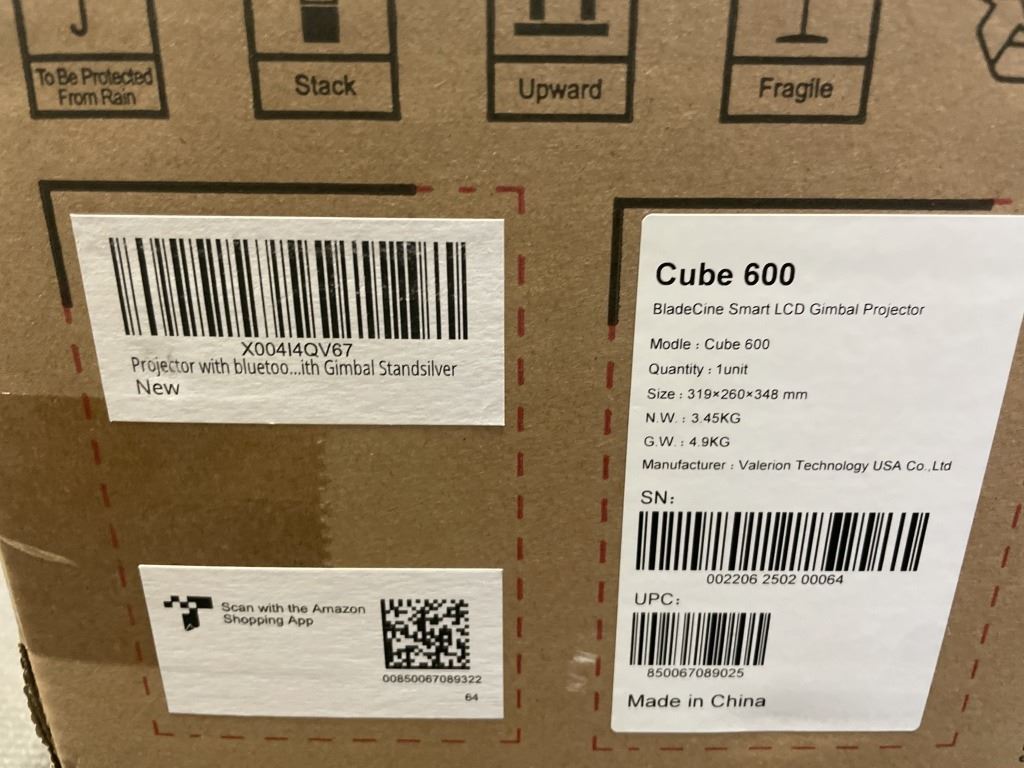 To Be Protected
From Rain
Stack
Upward
Fragile
X004I4QV67
Projector with bluetoo...ith Gimbal Standsilver
New
Scan with the Amazon
Shopping App
00850067089322
64
Cube 600
BladeCine Smart LCD Gimbal Projector
Modle : Cube 600
Quantity : 1unit
Size : 319×260×348 mm
N.W. : 3.45KG
G.W. : 4.9KG
Manufacturer : Valerion Technology USA Co.,Ltd
SN:
002206 2502 00064
UPC:
850067089025
Made in China